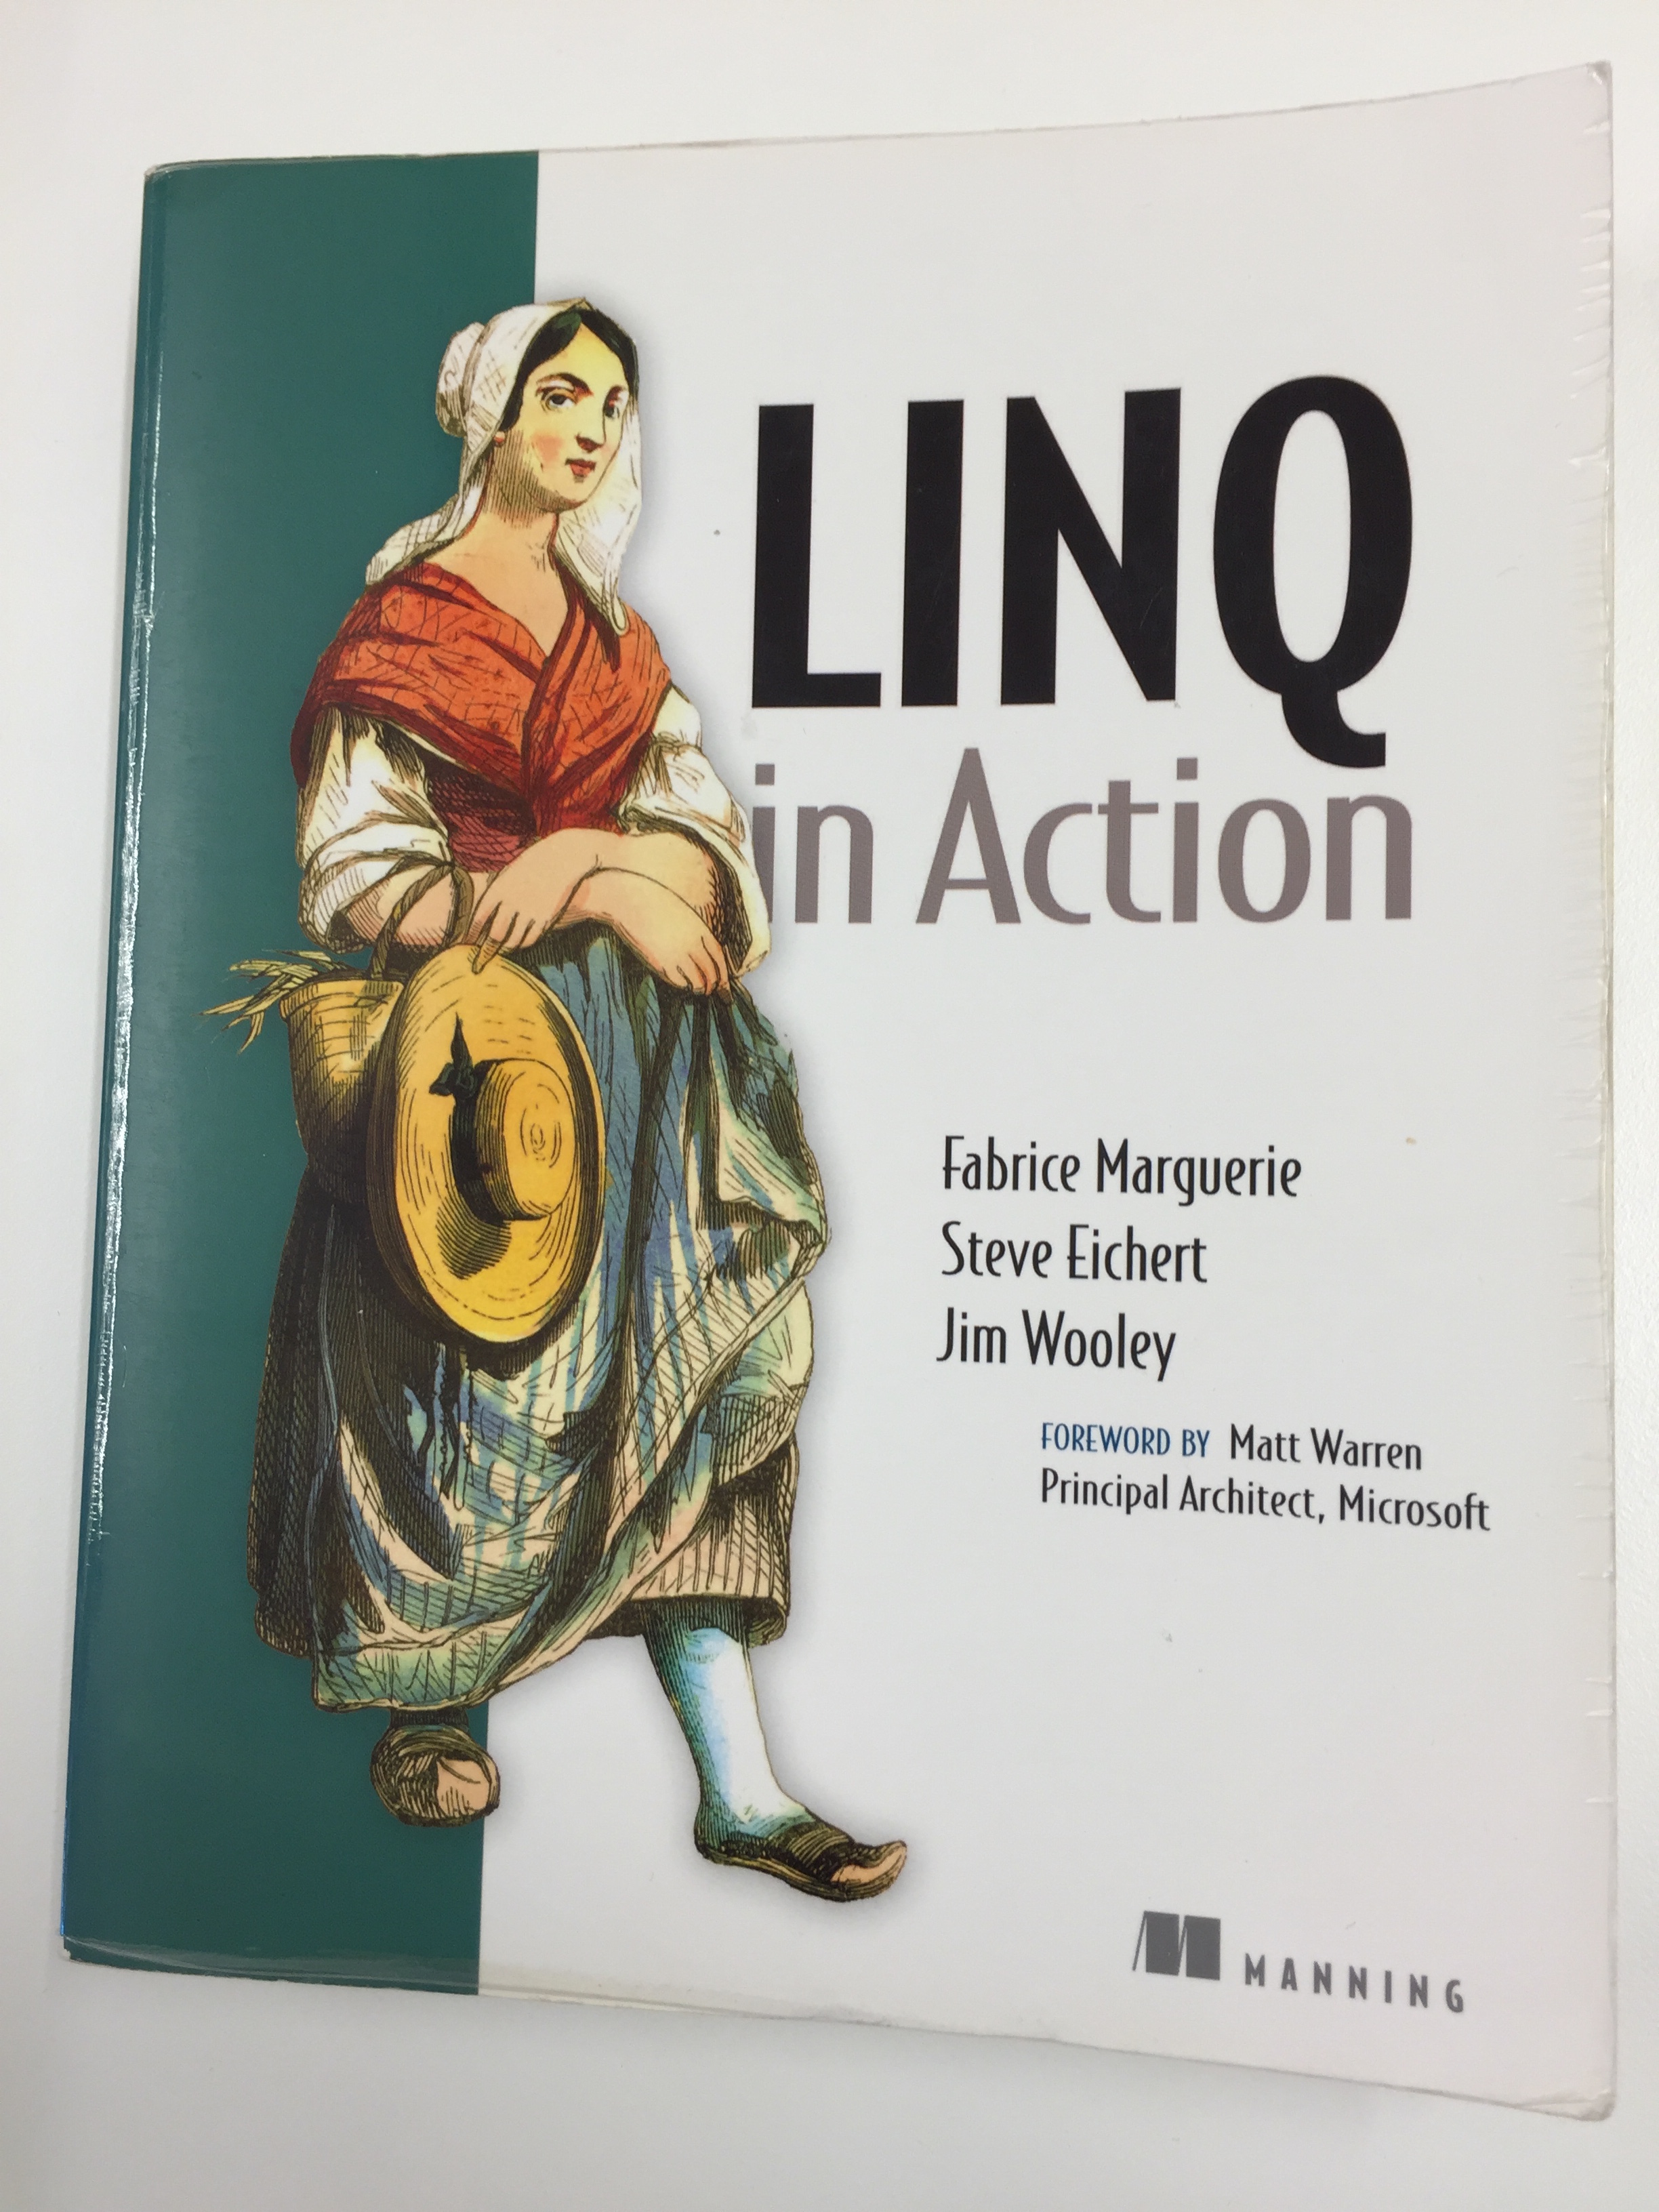 LINQ
in Action
Fabrice Marguerie
Steve Eichert
Jim Wooley
FOREWORD BY Matt Warren
Principal Architect, Microsoft
MANNING